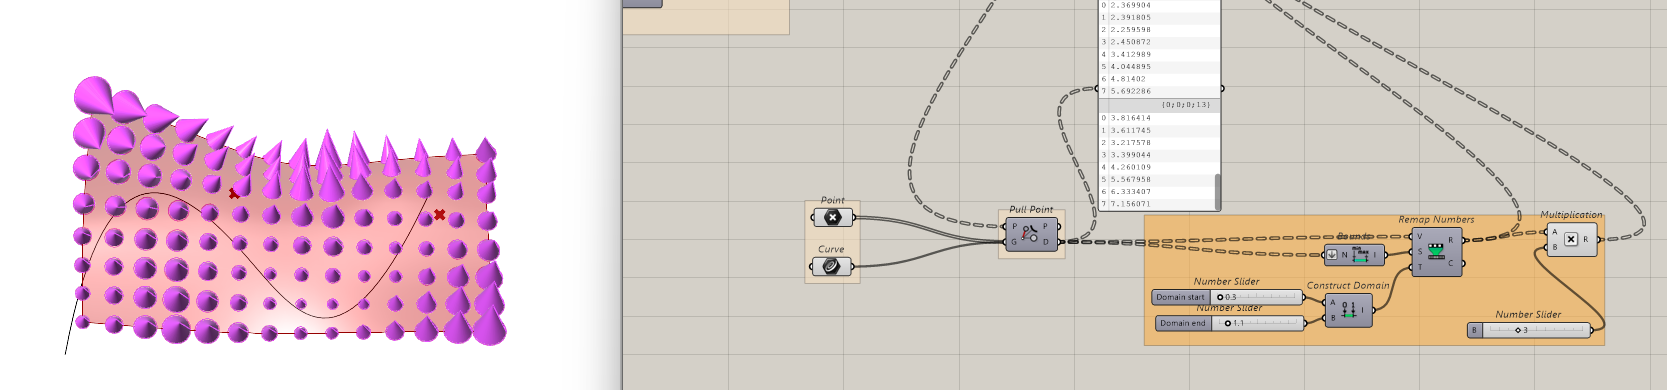 0 2.369904
1 2.391805
2 2.259598
3 2.450872
4 3.412989
5 4.044895
6 4.81402
7 5.692286
{0;0;0;13}
0 3.816414
1 3.611745
2 3.217578
3 3.399044
4 4.260109
5 5.567958
6 6.333407
7 7.156071
Point
Curve
Pull Point
P P
G D
Bounds
N I
min max
Remap Numbers
V R
S
T C
Multiplication
A R
B
Number Slider
Domain start 0.3
Number Slider
Domain end 1.1
Construct Domain
A I
B
0 1
Number Slider
B 3